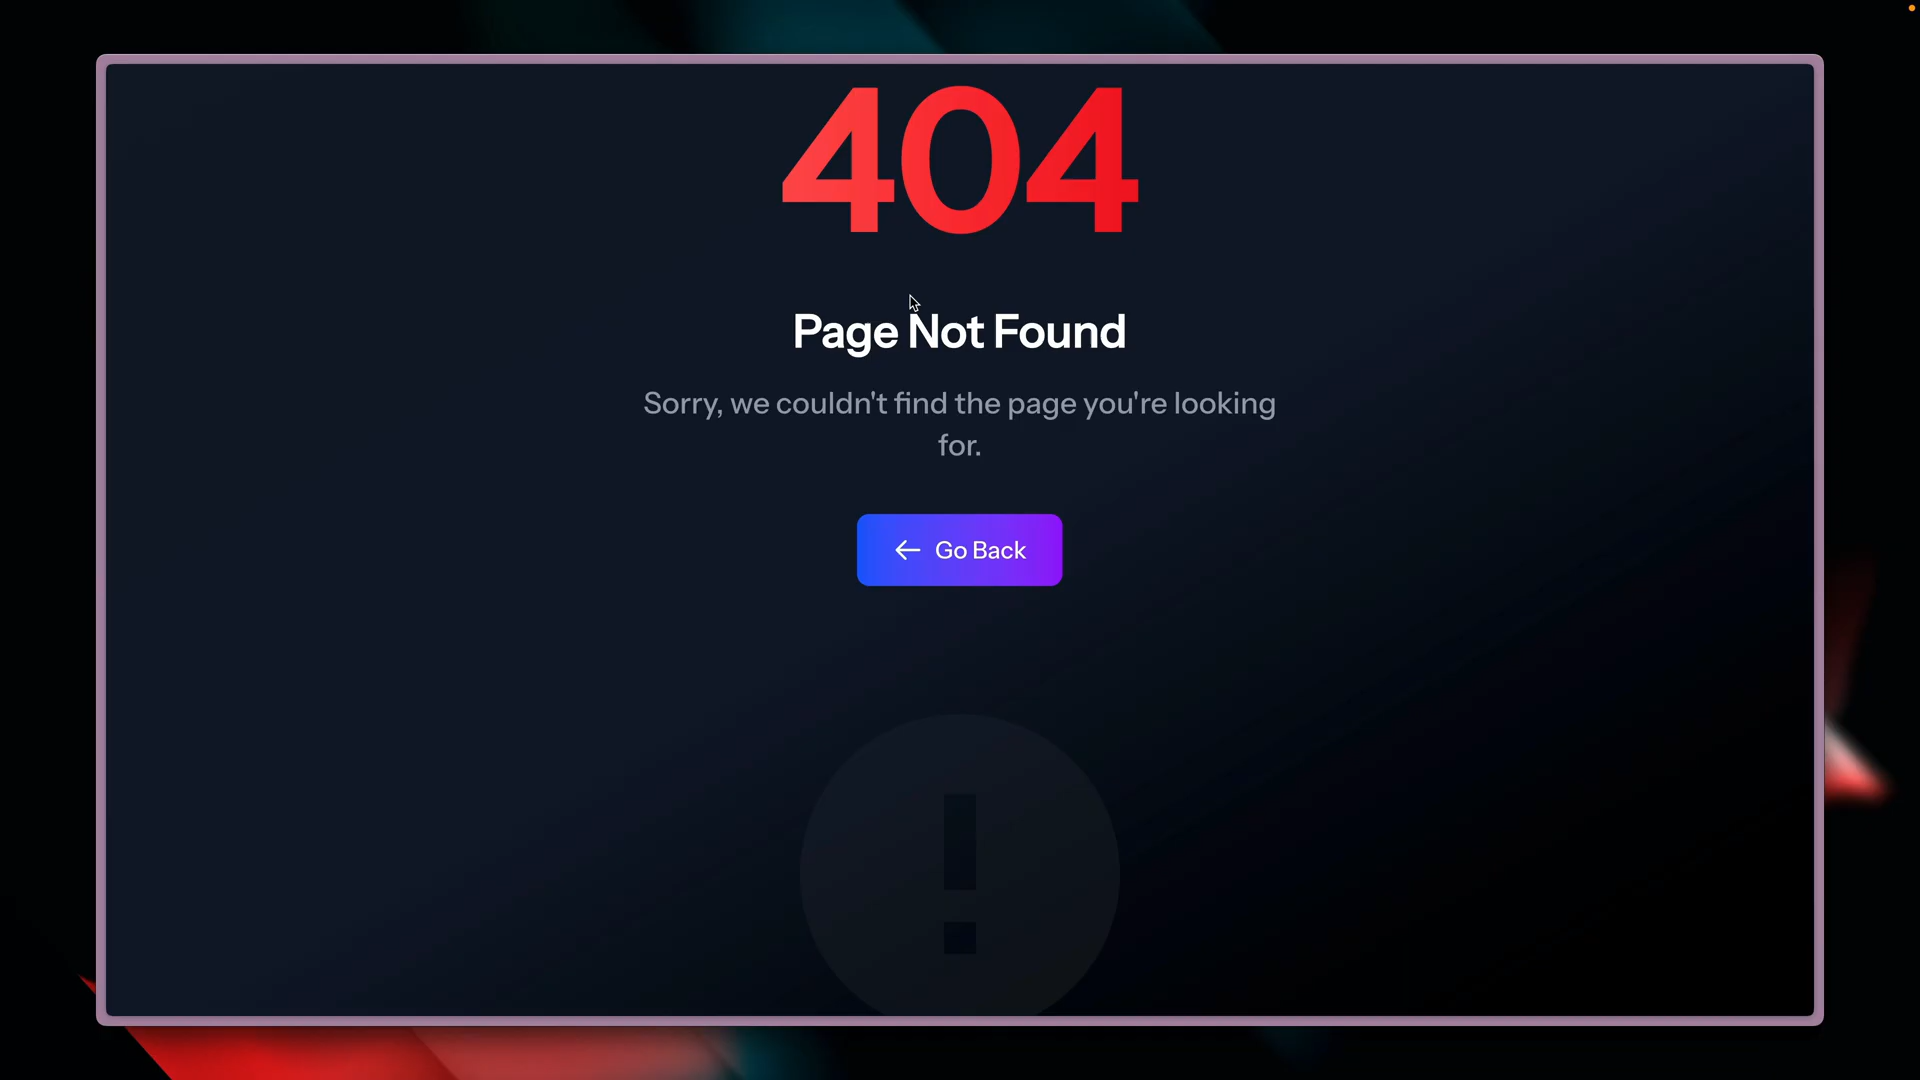 404
Page Not Found
Sorry, we couldn't find the page you're looking
for.
Go Back
!